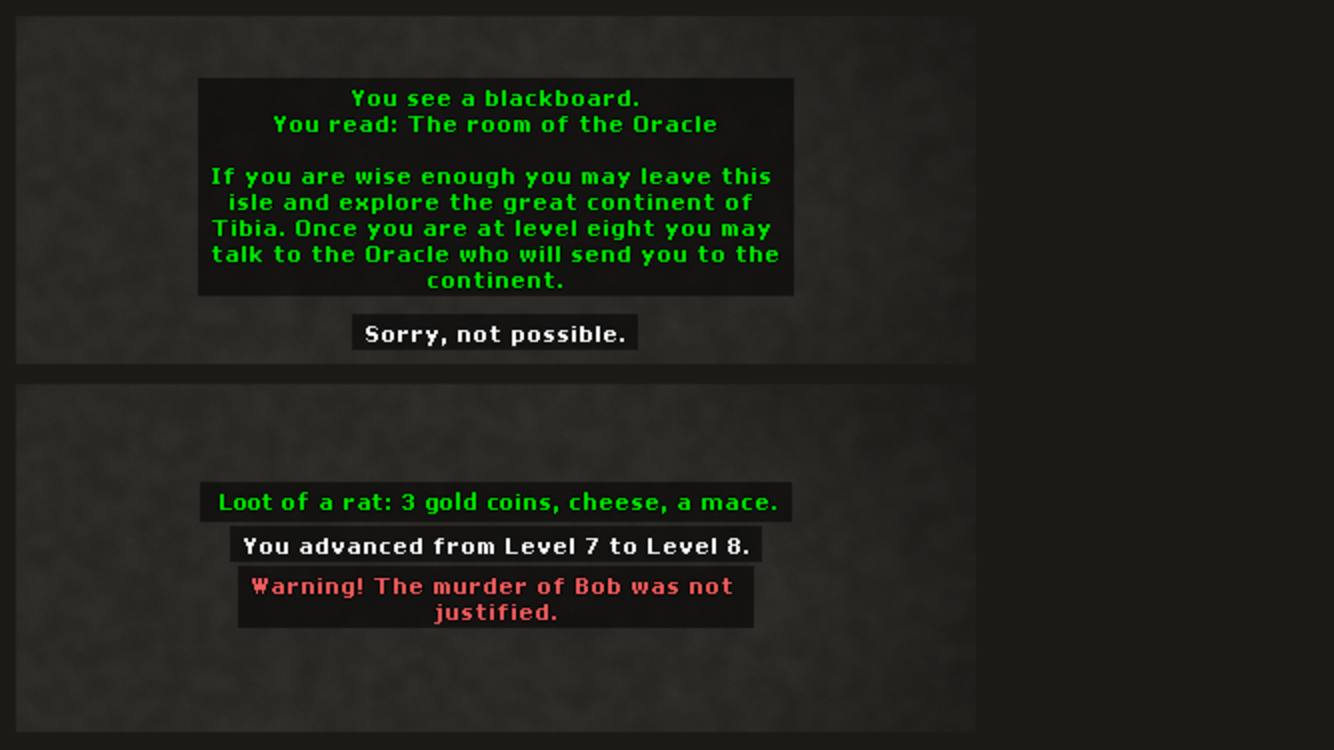 You see a blackboard.
You read: The room of the Oracle
If you are wise enough you may leave this
isle and explore the great continent of
Tibia. Once you are at level eight you may
talk to the Oracle who will send you to the
continent.
Sorry, not possible.
Loot of a rat: 3 gold coins, cheese, a mace.
You advanced from Level 7 to Level 8.
Warning! The murder of Bob was not
justified.